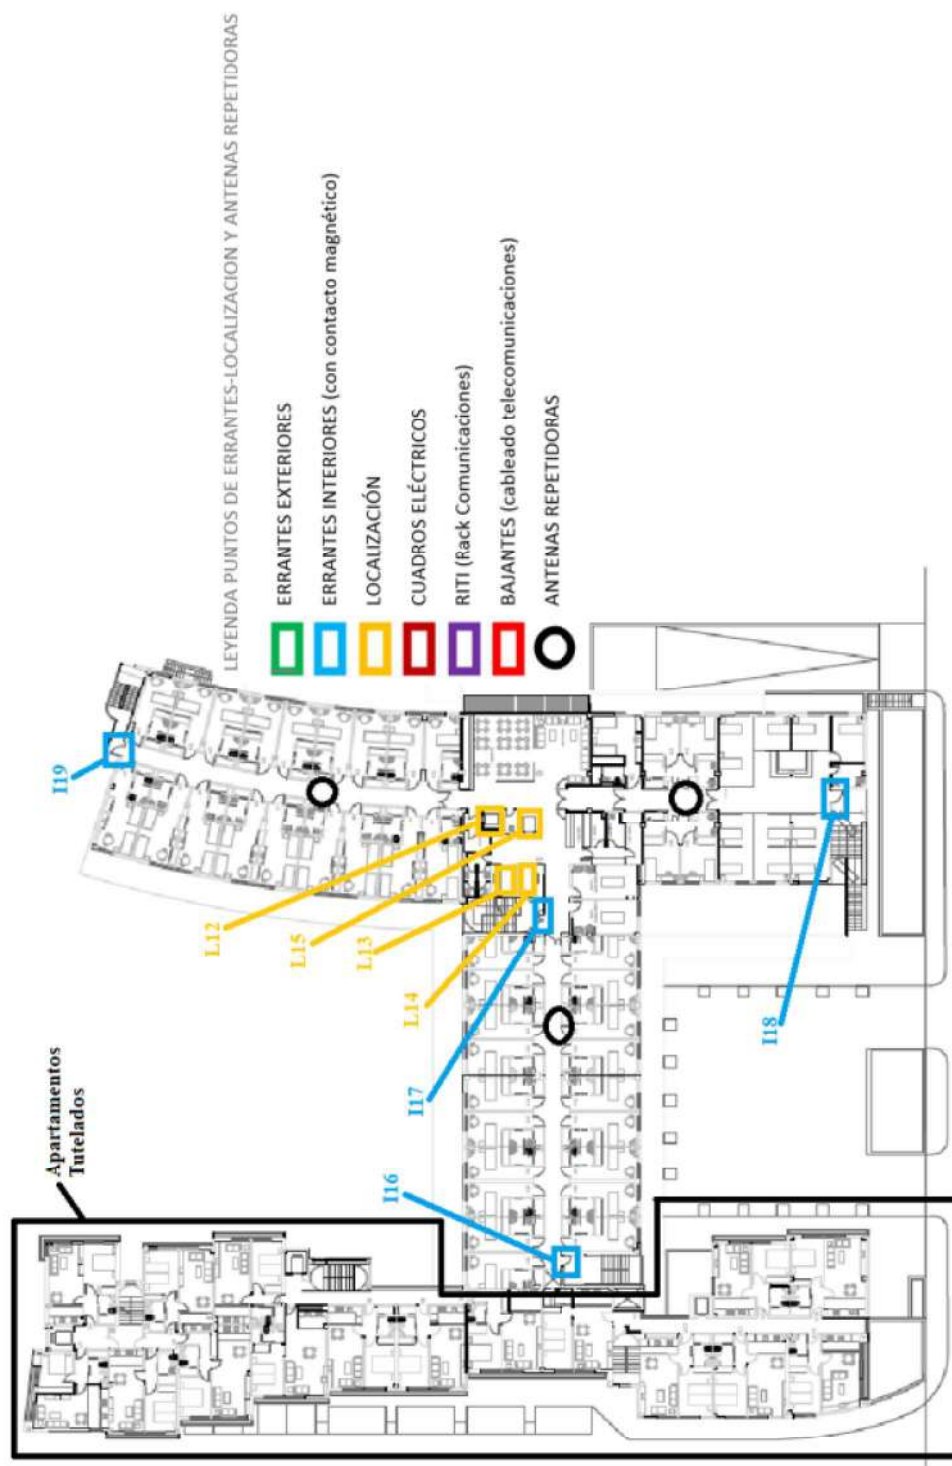 LEYENDA PUNTOS DE ERRANTES-LOCALIZACION Y ANTENAS REPETIDORAS
ERRANTES EXTERIORES
ERRANTES INTERIORES (con contacto magnético)
LOCALIZACIÓN
CUADROS ELÉCTRICOS
RITI (Rack Comunicaciones)
BAJANTES (cableado telecomunicaciones)
ANTENAS REPETIDORAS
Apartamentos
Tutelados
I16
I17
L14
L13
L15
L12
I18
I19